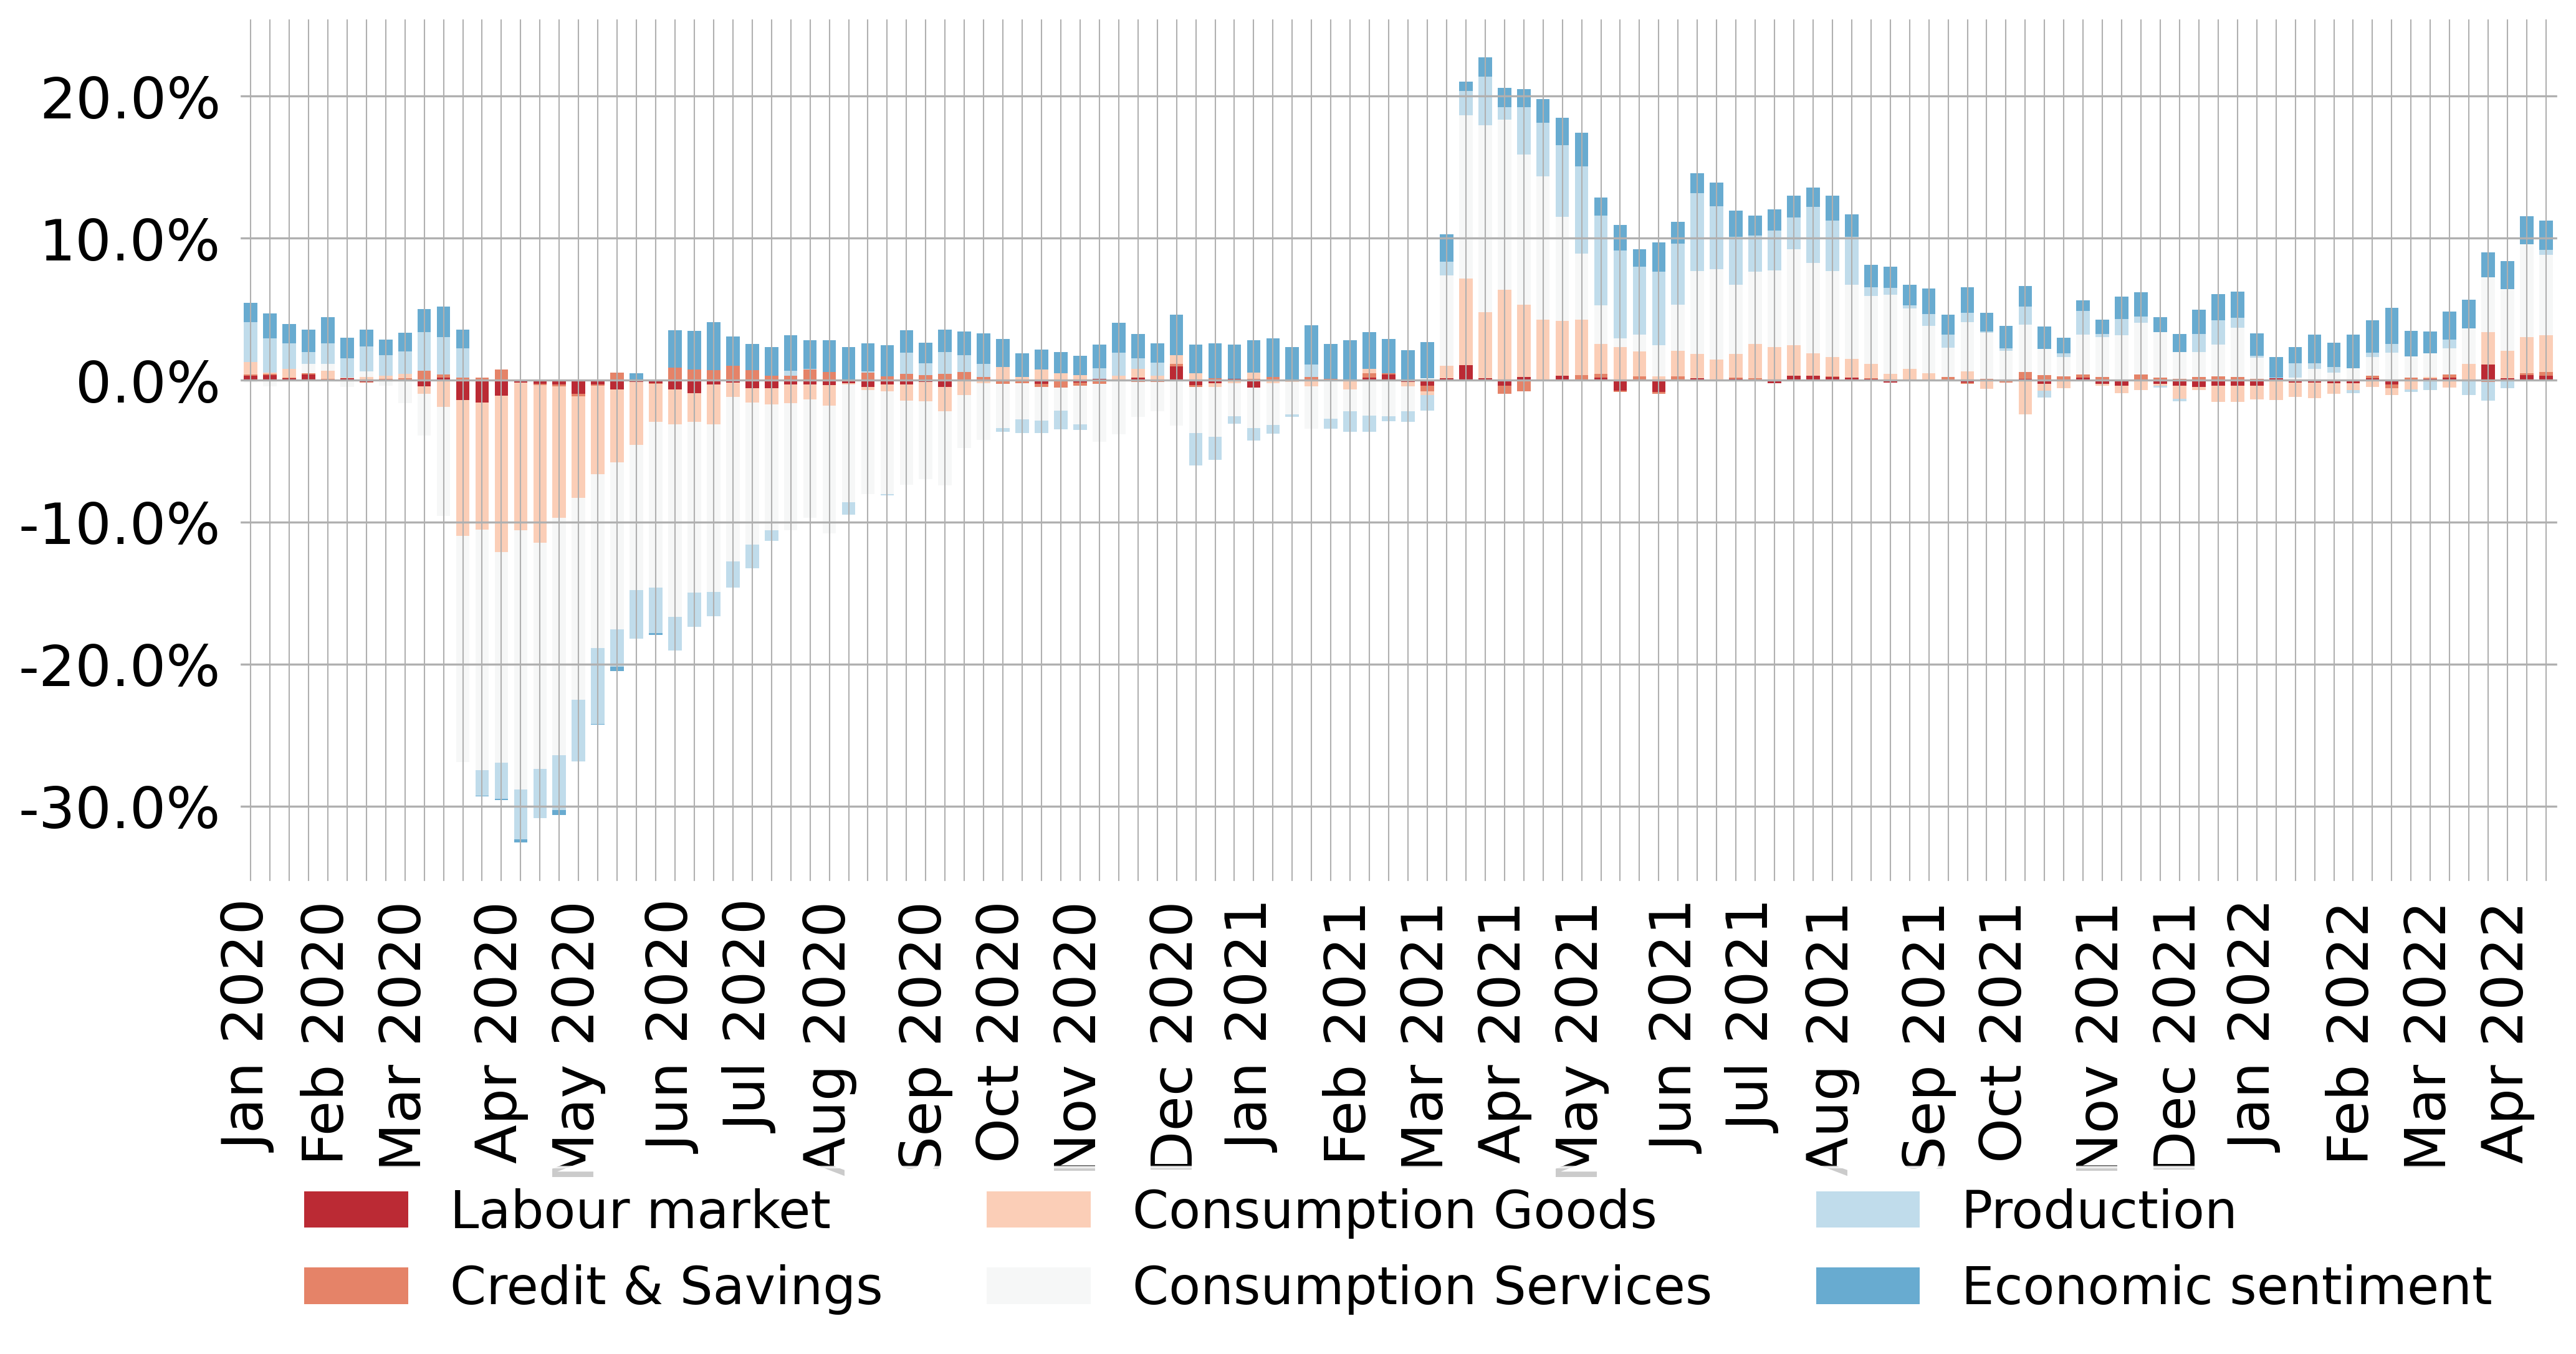 20.0%
10.0%
0.0%
-10.0%
-20.0%
-30.0%
Jan 2020
Feb 2020
Mar 2020
Apr 2020
May 2020
Jun 2020
Jul 2020
Aug 2020
Sep 2020
Oct 2020
Nov 2020
Dec 2020
Jan 2021
Feb 2021
Mar 2021
Apr 2021
May 2021
Jun 2021
Jul 2021
Aug 2021
Sep 2021
Oct 2021
Nov 2021
Dec 2021
Jan 2022
Feb 2022
Mar 2022
Apr 2022
Labour market
Credit & Savings
Consumption Goods
Consumption Services
Production
Economic sentiment